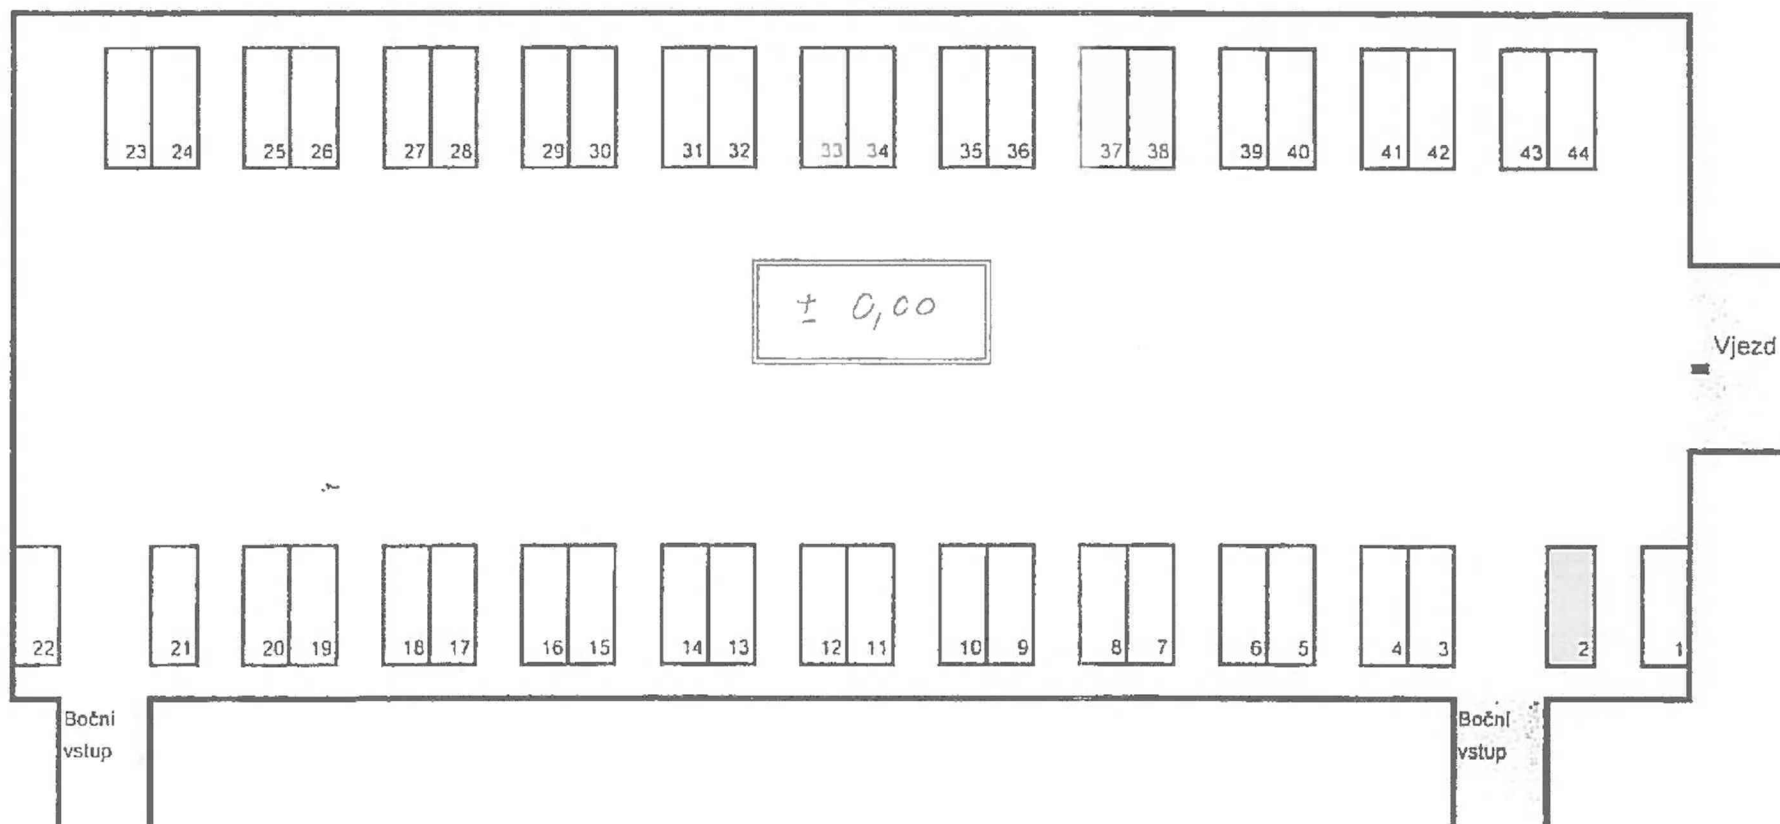 23 24 25 26 27 28 29 30 31 32 33 34 35 36 37 38 39 40 41 42 43 44
± 0,00
Vjezd
22 21 20 19 18 17 16 15 14 13 12 11 10 9 8 7 6 5 4 3 2 1
Boční
vstup
Boční
vstup